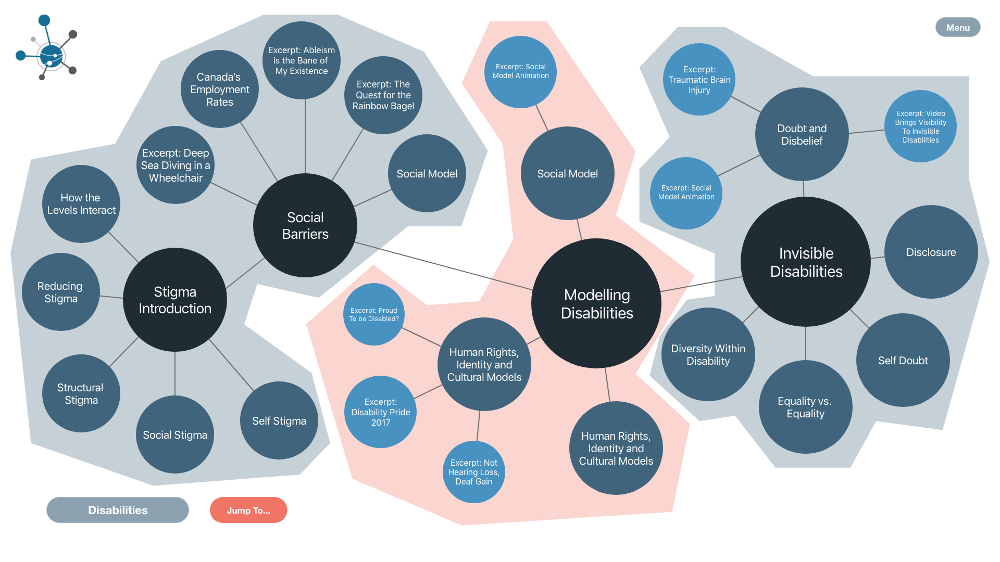 Menu
Excerpt: Ableism
Is the Bane of
My Existence
Canada’s
Employment
Rates
Excerpt: The
Quest for the
Rainbow Bagel
Excerpt: Deep
Sea Diving in a
Wheelchair
Social Model
Social
Barriers
How the
Levels Interact
Reducing
Stigma
Stigma
Introduction
Structural
Stigma
Social Stigma
Self Stigma
Excerpt: Social
Model Animation
Social Model
Modelling
Disabilities
Excerpt: Proud
To be Disabled?
Human Rights,
Identity and
Cultural Models
Excerpt:
Disability Pride
2017
Excerpt: Not
Hearing Loss,
Deaf Gain
Human Rights,
Identity and
Cultural Models
Excerpt:
Traumatic Brain
Injury
Doubt and
Disbelief
Excerpt: Video
Brings Visibility
To Invisible
Disabilities
Excerpt: Social
Model Animation
Invisible
Disabilities
Disclosure
Diversity Within
Disability
Self Doubt
Equality vs.
Equality
Disabilities
Jump To...